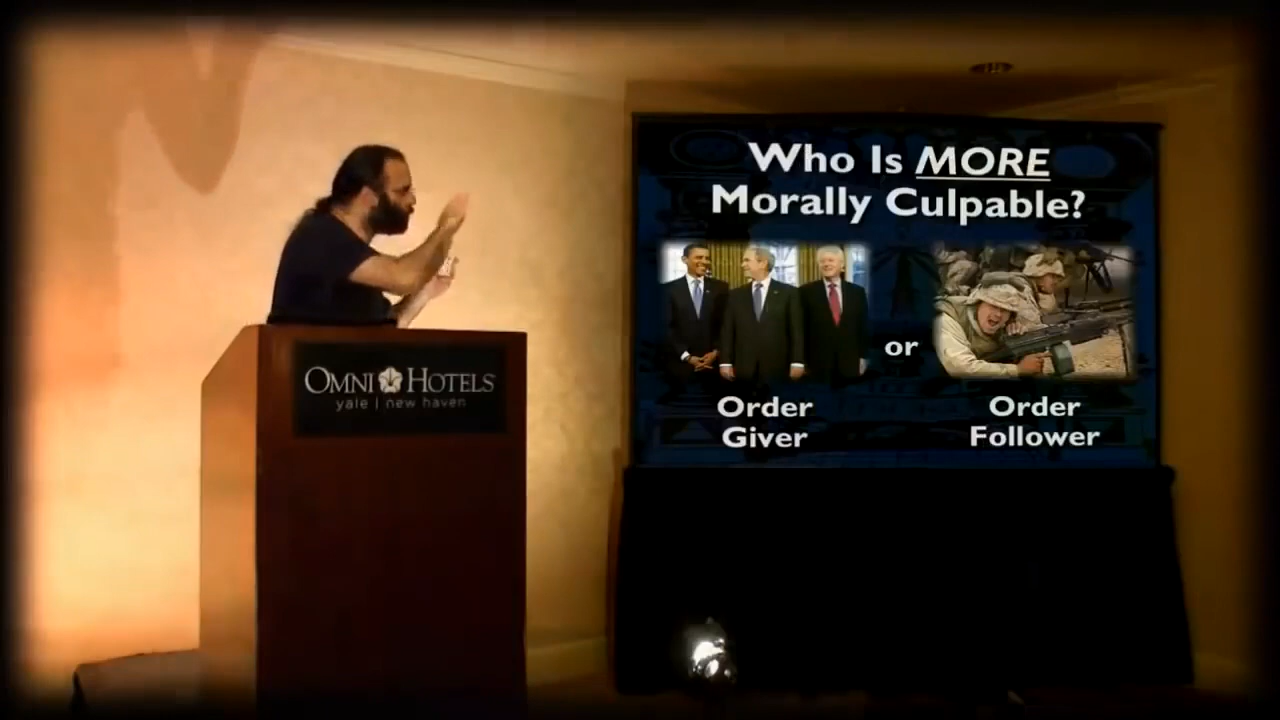 OMNI HOTELS
yale | new haven
Who Is MORE
Morally Culpable?
or
Order
Giver
Order
Follower